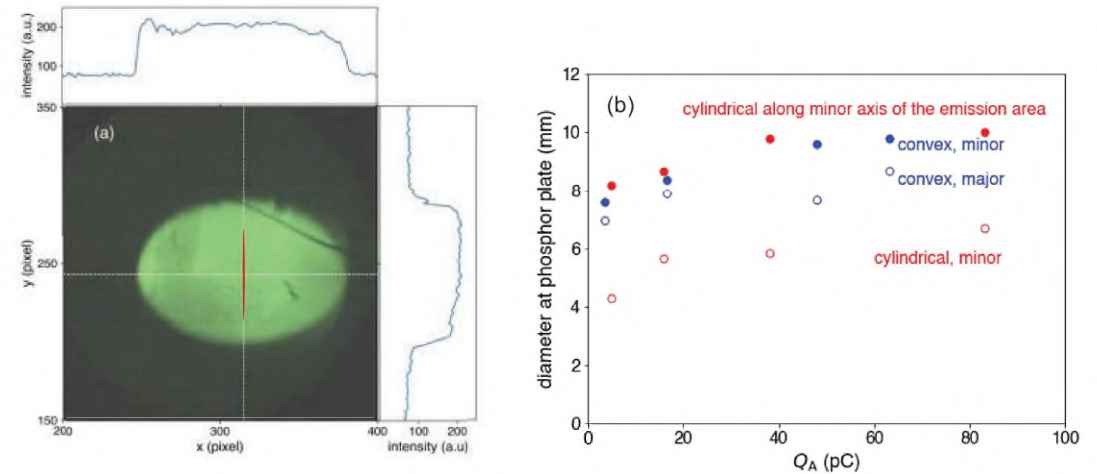 intensity (a.u.)
200
100
350
250
150
(a)
y (pixel)
200
300
400
x (pixel)
100
200
intensity (a.u)
(b)
cylindrical along minor axis of the emission area
convex, minor
convex, major
cylindrical, minor
diameter at phosphor plate (mm)
12
10
8
6
4
2
0
0
20
40
60
80
100
Q_A (pC)